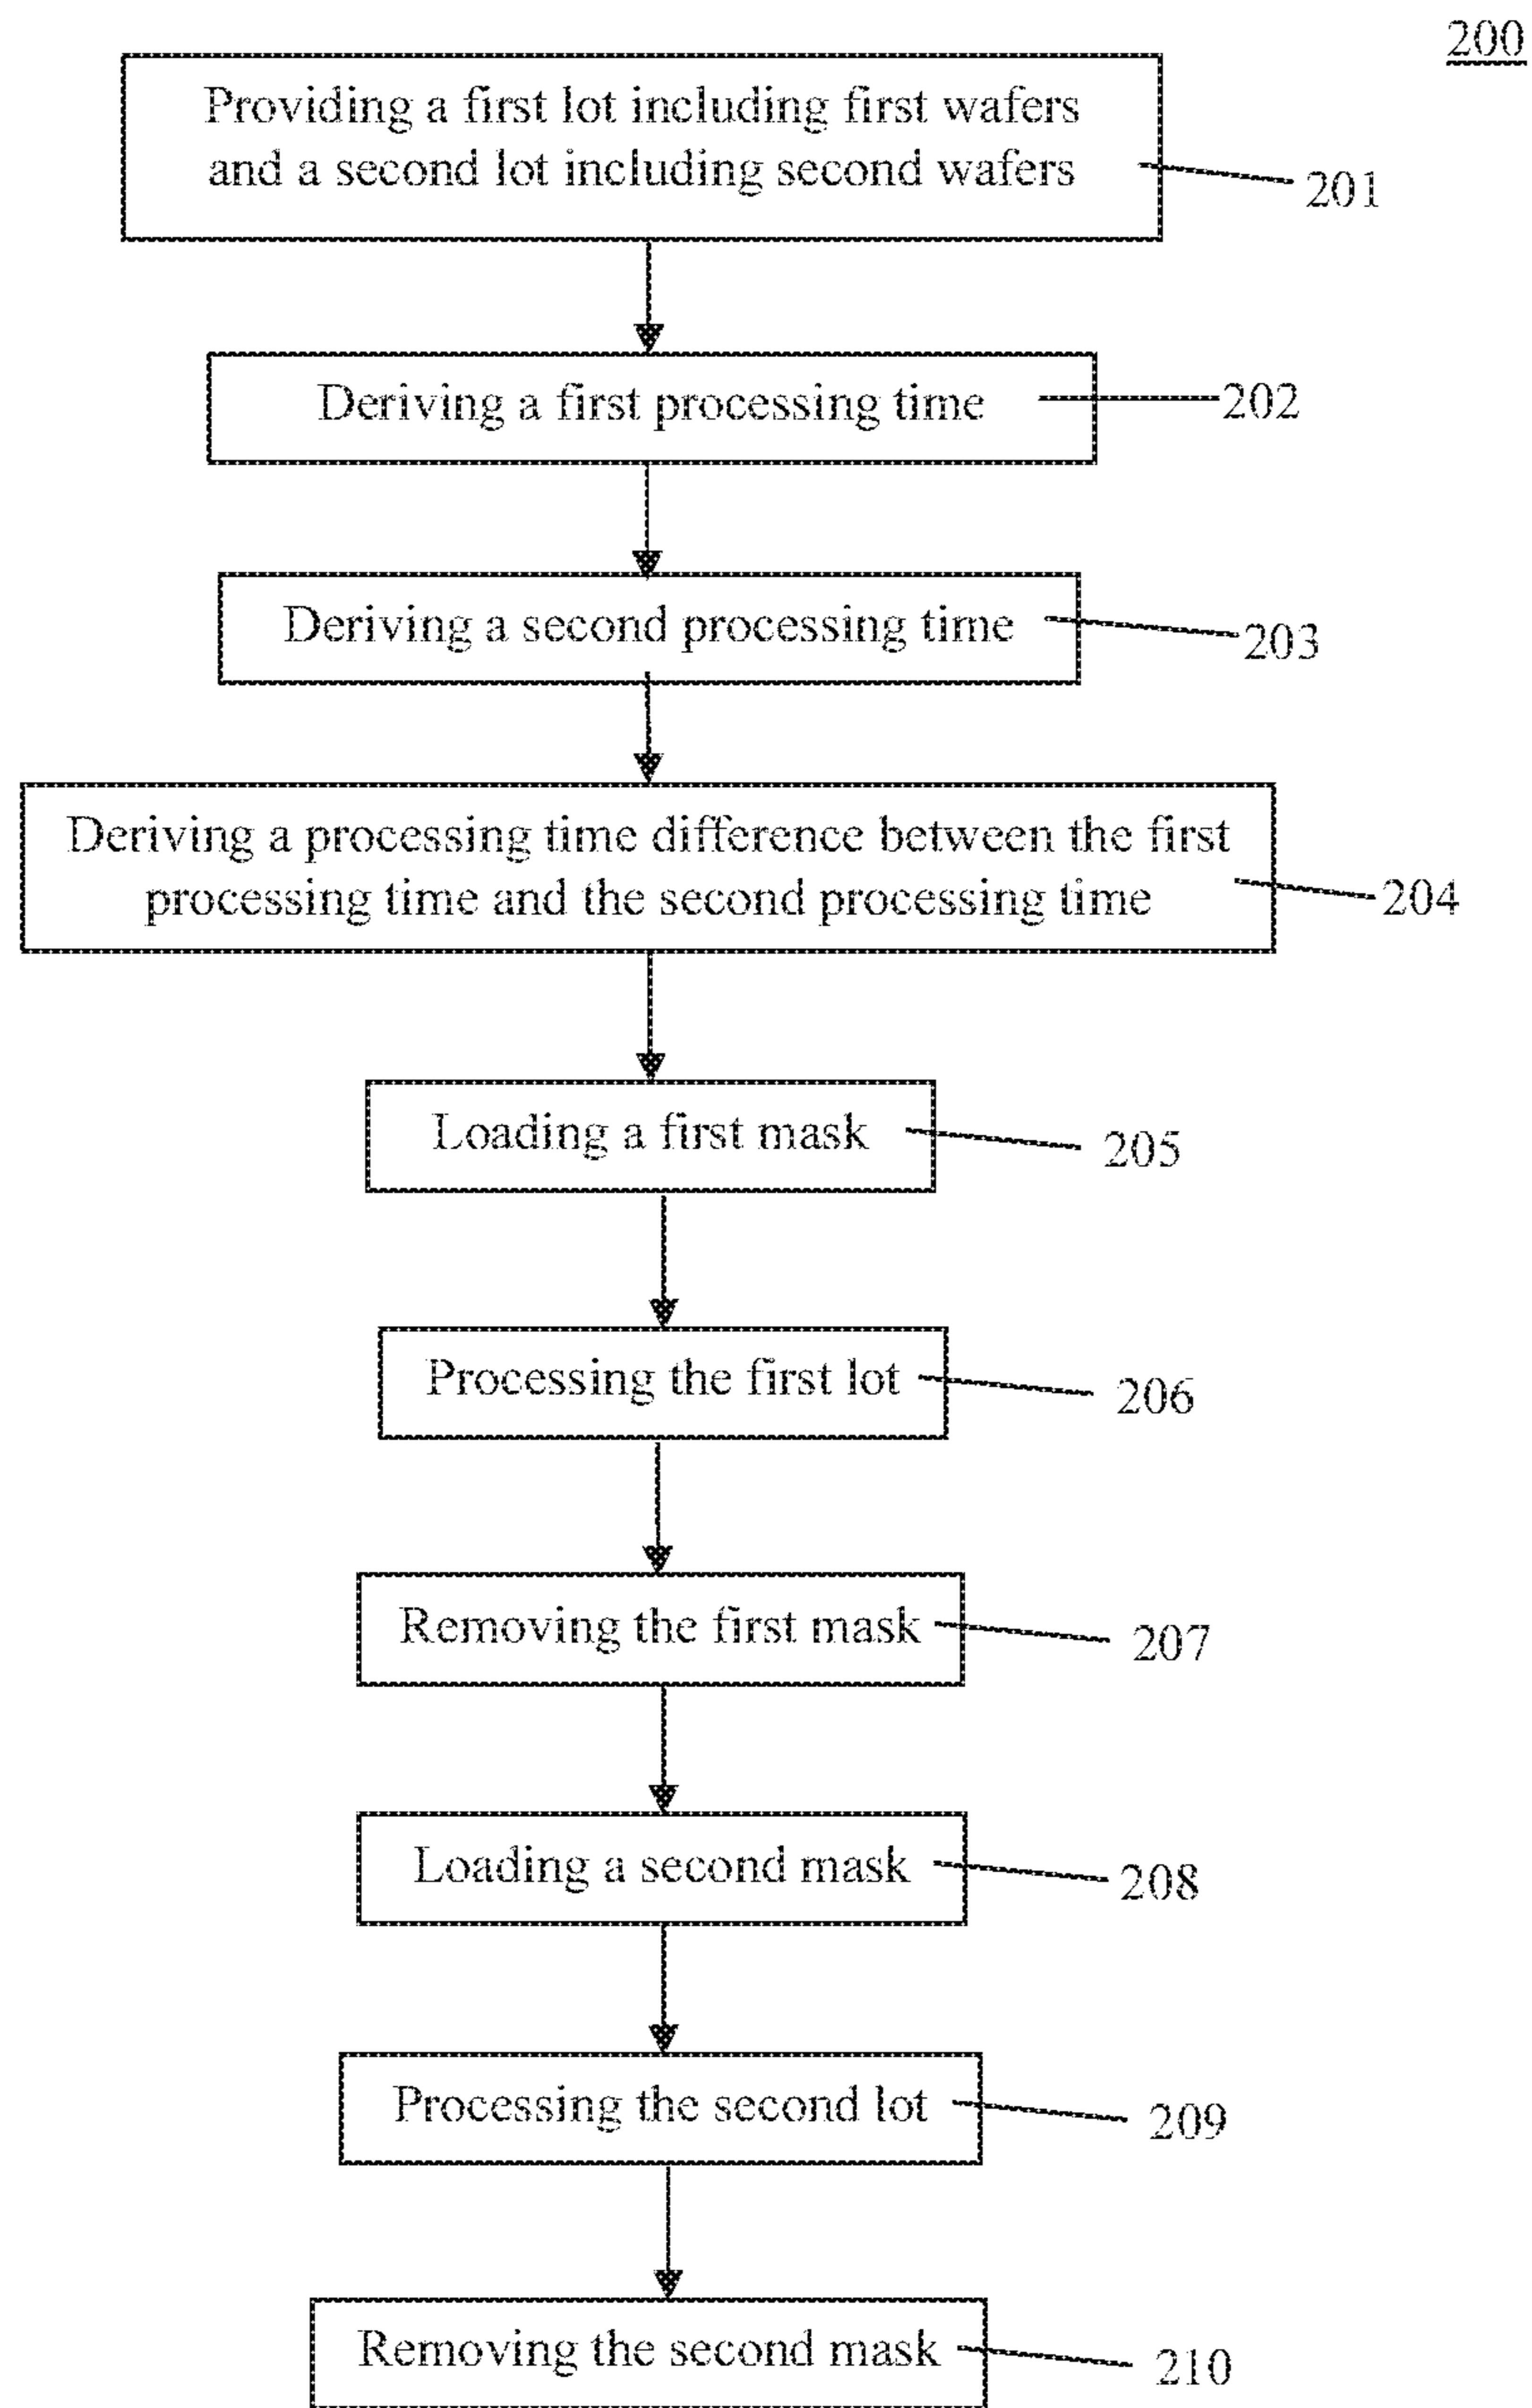 200
Providing a first lot including first wafers
and a second lot including second wafers
201
Deriving a first processing time
202
Deriving a second processing time
203
Deriving a processing time difference between the first
processing time and the second processing time
204
Loading a first mask
205
Processing the first lot
206
Removing the first mask
207
Loading a second mask
208
Processing the second lot
209
Removing the second mask
210